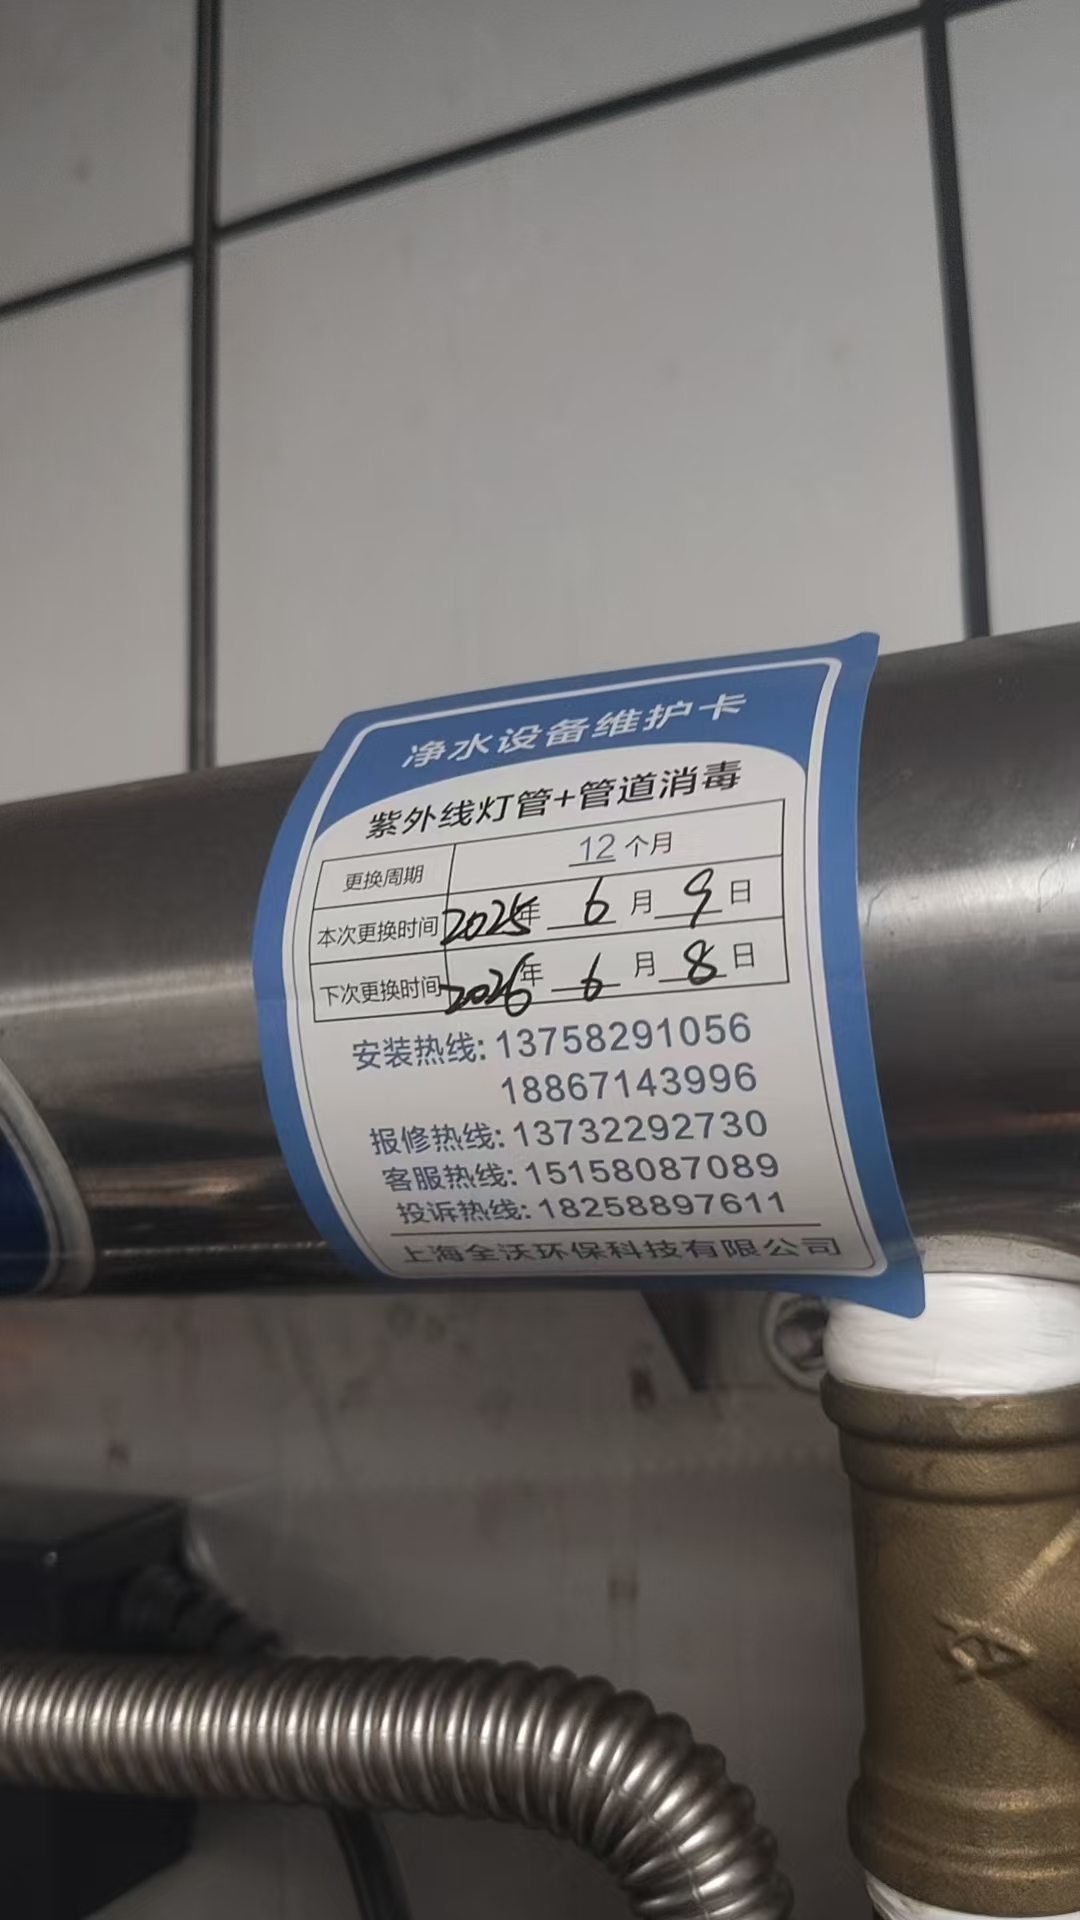 净水设备维护卡
紫外线灯管+管道消毒
更换周期 12个月
本次更换时间 2025年 6 月 9 日
下次更换时间 2026年 6 月 8 日
安装热线: 13758291056
18867143996
报修热线: 13732292730
客服热线: 15158087089
投诉热线: 18258897611
上海全沃环保科技有限公司